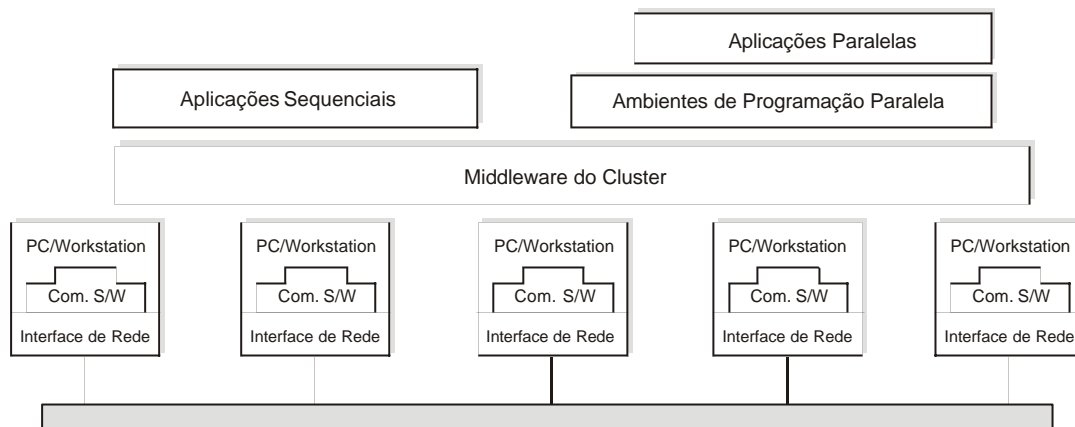 Aplicações Paralelas
Aplicações Sequenciais
Ambientes de Programação Paralela
Middleware do Cluster
PC/Workstation
Com. S/W
Interface de Rede
PC/Workstation
Com. S/W
Interface de Rede
PC/Workstation
Com. S/W
Interface de Rede
PC/Workstation
Com. S/W
Interface de Rede
PC/Workstation
Com. S/W
Interface de Rede